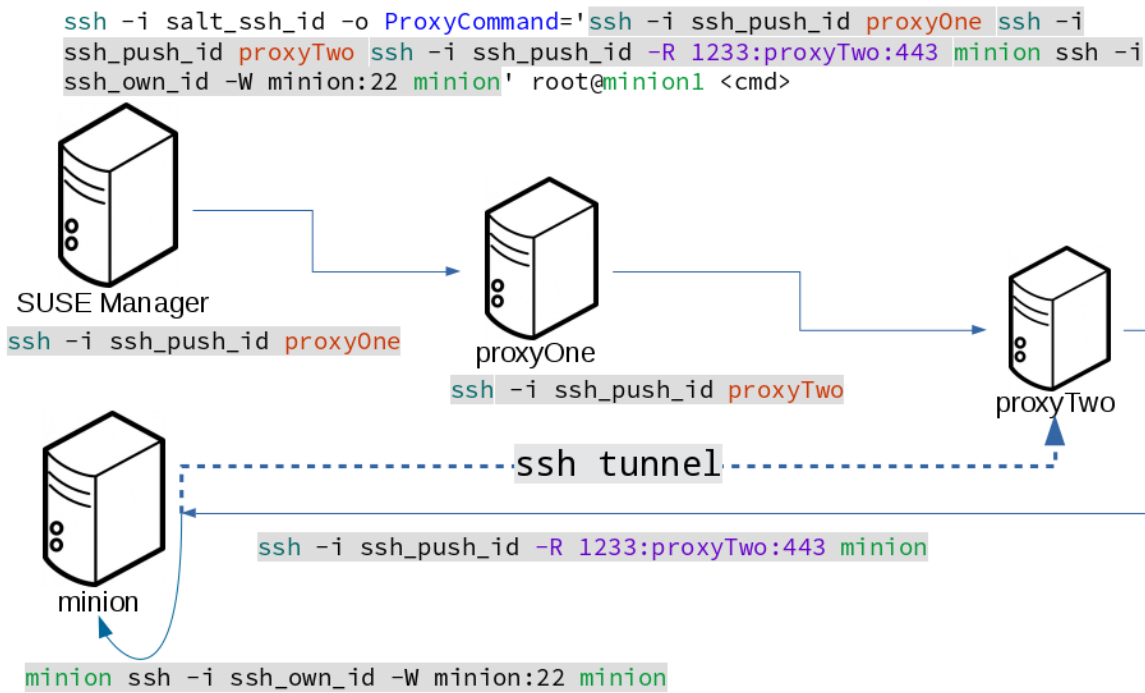 ssh -i salt_ssh_id -o ProxyCommand='ssh -i ssh_push_id proxyOne ssh -i
ssh_push_id proxyTwo ssh -i ssh_push_id -R 1233:proxyTwo:443 minion ssh -i
ssh_own_id -W minion:22 minion' root@minion1 <cmd>
SUSE Manager
ssh -i ssh_push_id proxyOne
proxyOne
ssh -i ssh_push_id proxyTwo
proxyTwo
ssh tunnel
ssh -i ssh_push_id -R 1233:proxyTwo:443 minion
minion
minion ssh -i ssh_own_id -W minion:22 minion